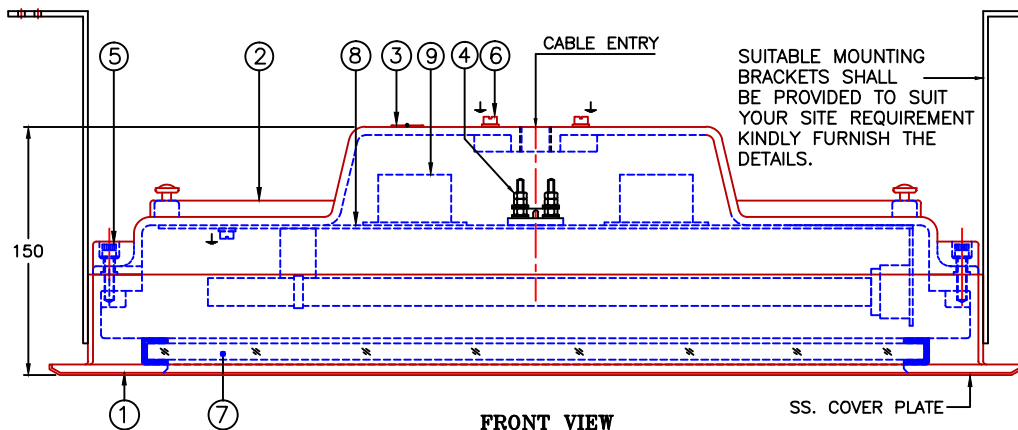 ⑤ ② ⑧ ③ ⑨ ④ ⑥
CABLE ENTRY
SUITABLE MOUNTING
BRACKETS SHALL
BE PROVIDED TO SUIT
YOUR SITE REQUIREMENT
KINDLY FURNISH THE
DETAILS.
150
① ⑦
SS. COVER PLATE
FRONT VIEW